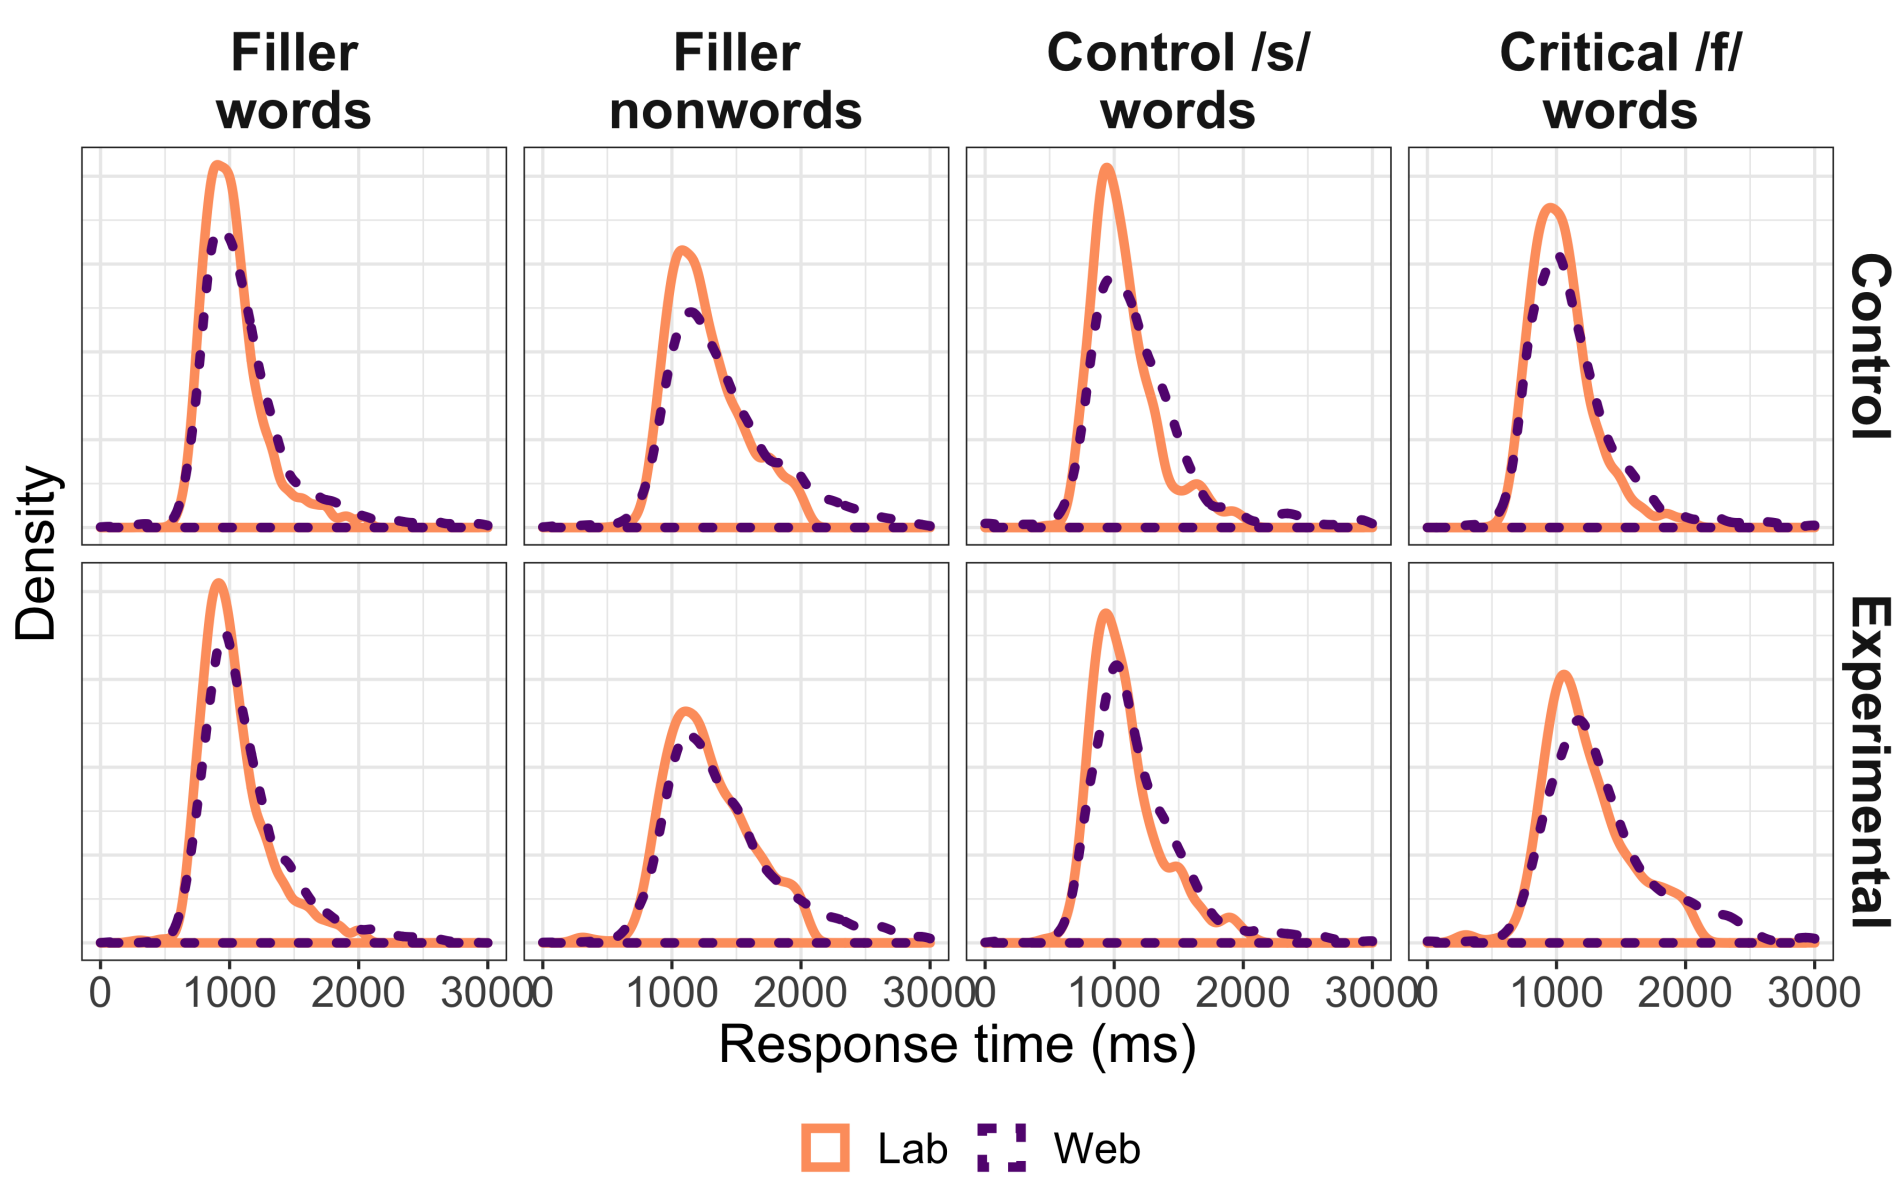 Filler
words
Filler
nonwords
Control /s/
words
Critical /f/
words
Control
Experimental
Density
0 1000 2000 3000
0 1000 2000 3000
0 1000 2000 3000
0 1000 2000 3000
Response time (ms)
Lab Web